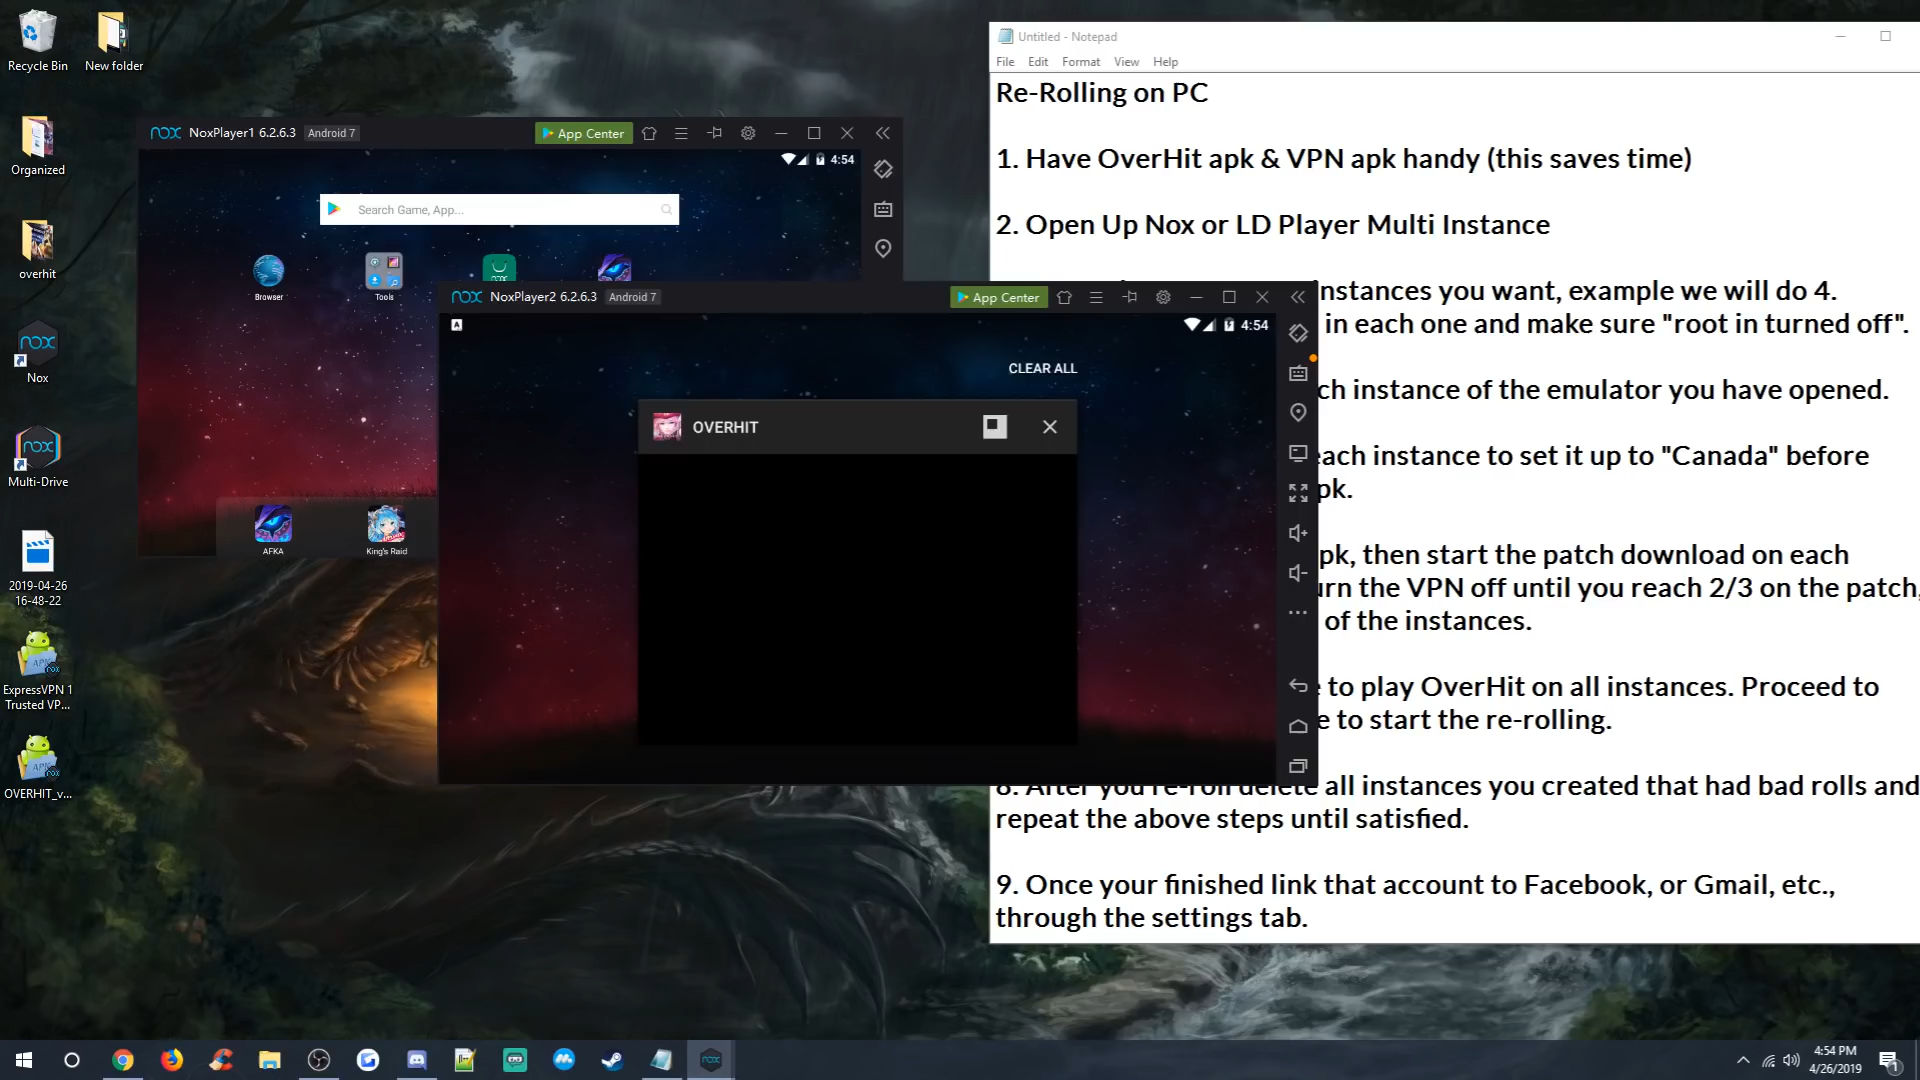 Recycle Bin
New folder
Organized
overhit
Nox
Multi-Drive
2019-04-26
16-48-22
ExpressVPN 1
Trusted VP...
OVERHIT_v...
nox NoxPlayer1 6.2.6.3 Android 7 App Center
4:54
Search Game, App...
Browser
Tools
AFKA
King's Raid
nox NoxPlayer2 6.2.6.3 Android 7 App Center
4:54
CLEAR ALL
OVERHIT
Untitled - Notepad
File Edit Format View Help
Re-Rolling on PC
1. Have OverHit apk & VPN apk handy (this saves time)
2. Open Up Nox or LD Player Multi Instance
instances you want, example we will do 4.
in each one and make sure "root in turned off".
ch instance of the emulator you have opened.
each instance to set it up to "Canada" before
pk.
pk, then start the patch download on each
urn the VPN off until you reach 2/3 on the patch,
of the instances.
to play OverHit on all instances. Proceed to
e to start the re-rolling.
8. After you re-roll delete all instances you created that had bad rolls and
repeat the above steps until satisfied.
9. Once your finished link that account to Facebook, or Gmail, etc.,
through the settings tab.
4:54 PM
4/26/2019
1